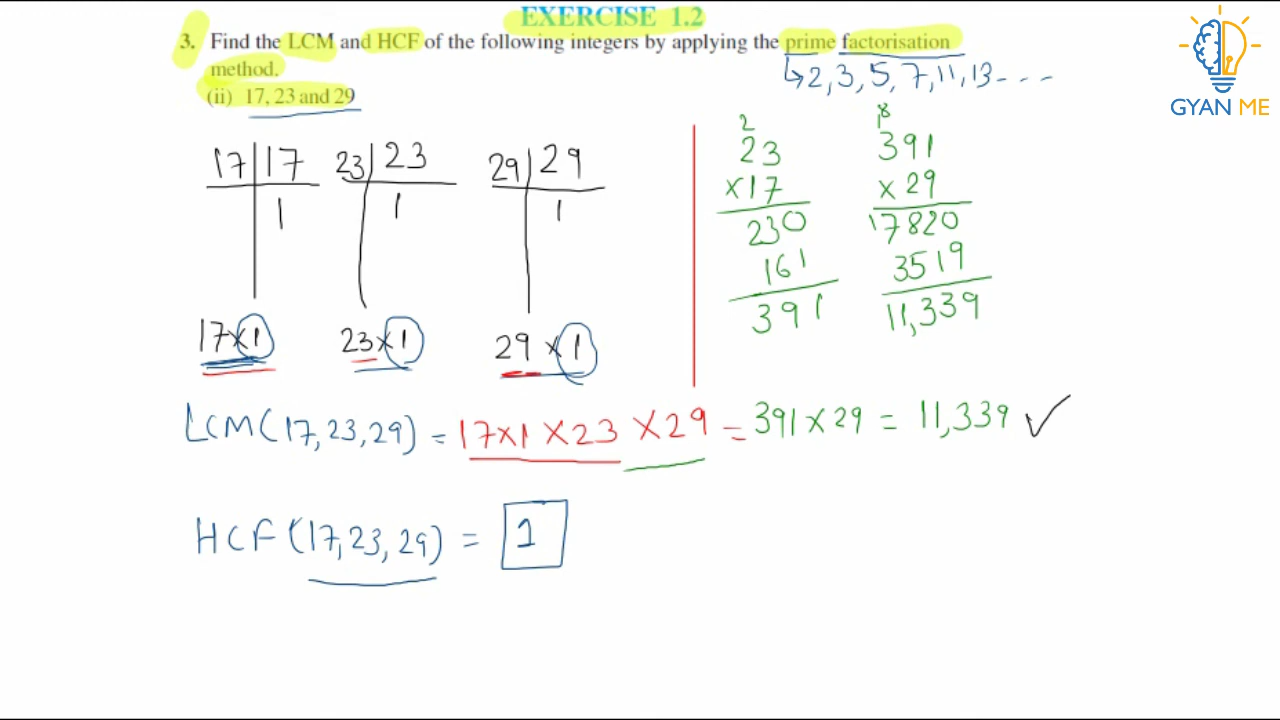 EXERCISE 1.2
3. Find the LCM and HCF of the following integers by applying the prime factorisation
method.
↳2, 3, 5, 7, 11, 13 - - -
(ii) 17, 23 and 29
GYAN ME
17 | 17
1
23 | 23
1
29 | 29
1
17×1
23×1
29×1
2
23
×17
230
161
391
18
391
×29
17820
3519
11,339
LCM(17,23,29) = 17×1×23×29 = 391×29 = 11,339 ✓
HCF(17,23,29) = 1